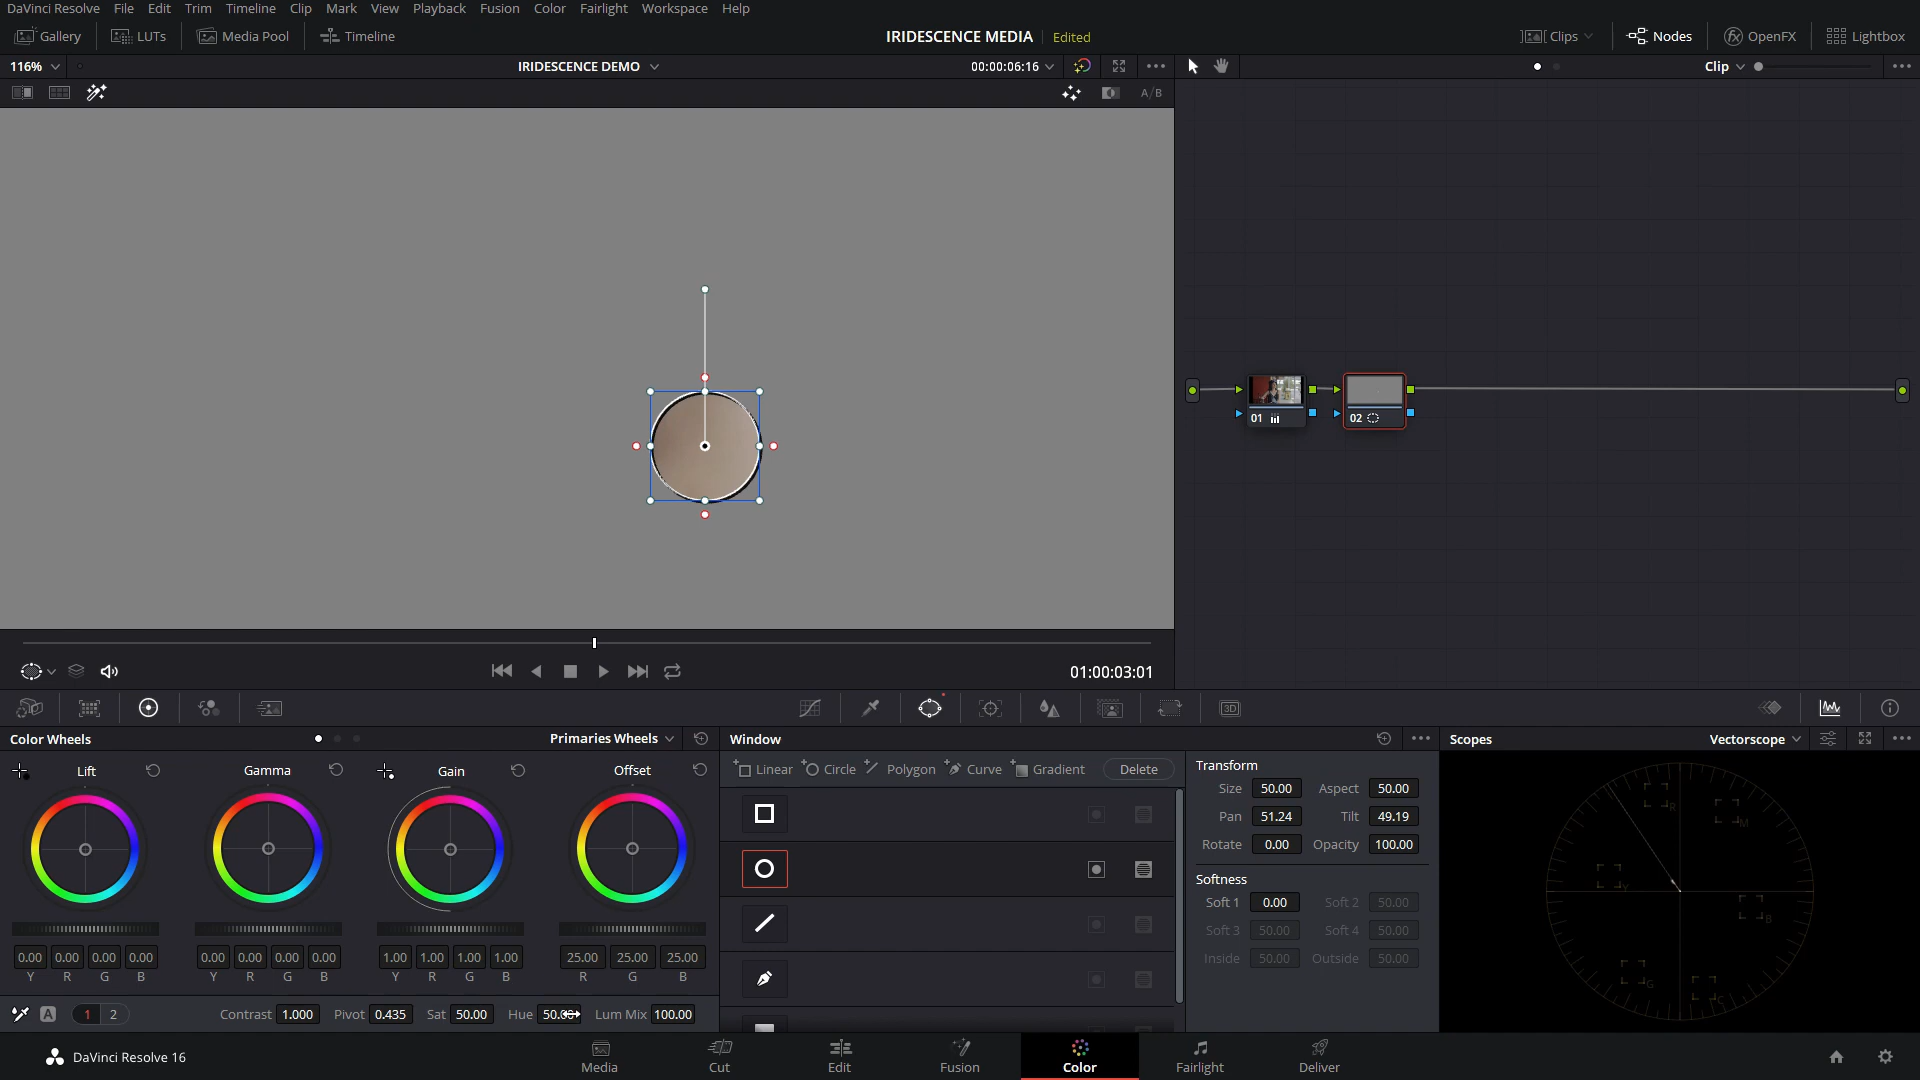 DaVinci Resolve File Edit Trim Timeline Clip Mark View Playback Fusion Color Fairlight Workspace Help
Gallery LUTs Media Pool Timeline IRIDESCENCE MEDIA Edited Clips Nodes OpenFX Lightbox
116% IRIDESCENCE DEMO 00:00:06:16 Clip
A/B
01 02
01:00:03:01
3D
Color Wheels Primaries Wheels Window Scopes Vectorscope
Lift Gamma Gain Offset
Linear Circle Polygon Curve Gradient Delete
Transform
Size 50.00 Aspect 50.00
Pan 51.24 Tilt 49.19
Rotate 0.00 Opacity 100.00
Softness
Soft 1 0.00 Soft 2 50.00
Soft 3 50.00 Soft 4 50.00
Inside 50.00 Outside 50.00
R M Y B G C
0.00 0.00 0.00 0.00 0.00 0.00 0.00 0.00 1.00 1.00 1.00 1.00 25.00 25.00 25.00
Y R G B Y R G B Y R G B R G B
A 1 2 Contrast 1.000 Pivot 0.435 Sat 50.00 Hue Lum Mix 100.00
DaVinci Resolve 16
Media Cut Edit Fusion Color Fairlight Deliver